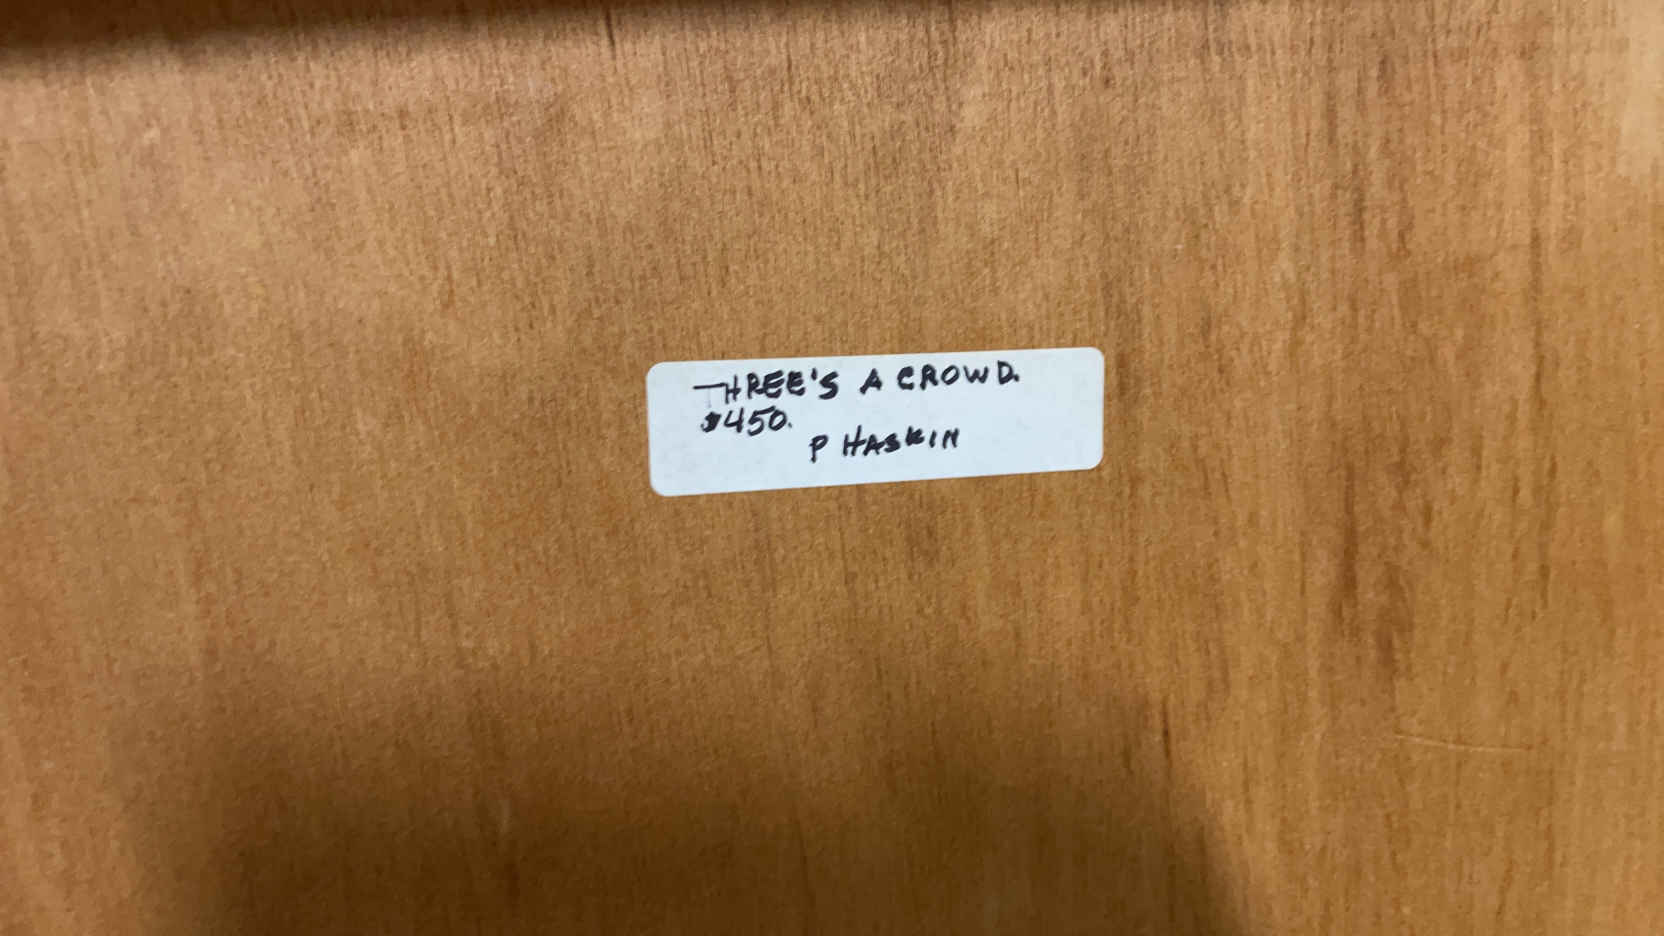 THREE'S A CROWD.
$450.
P HASKIN